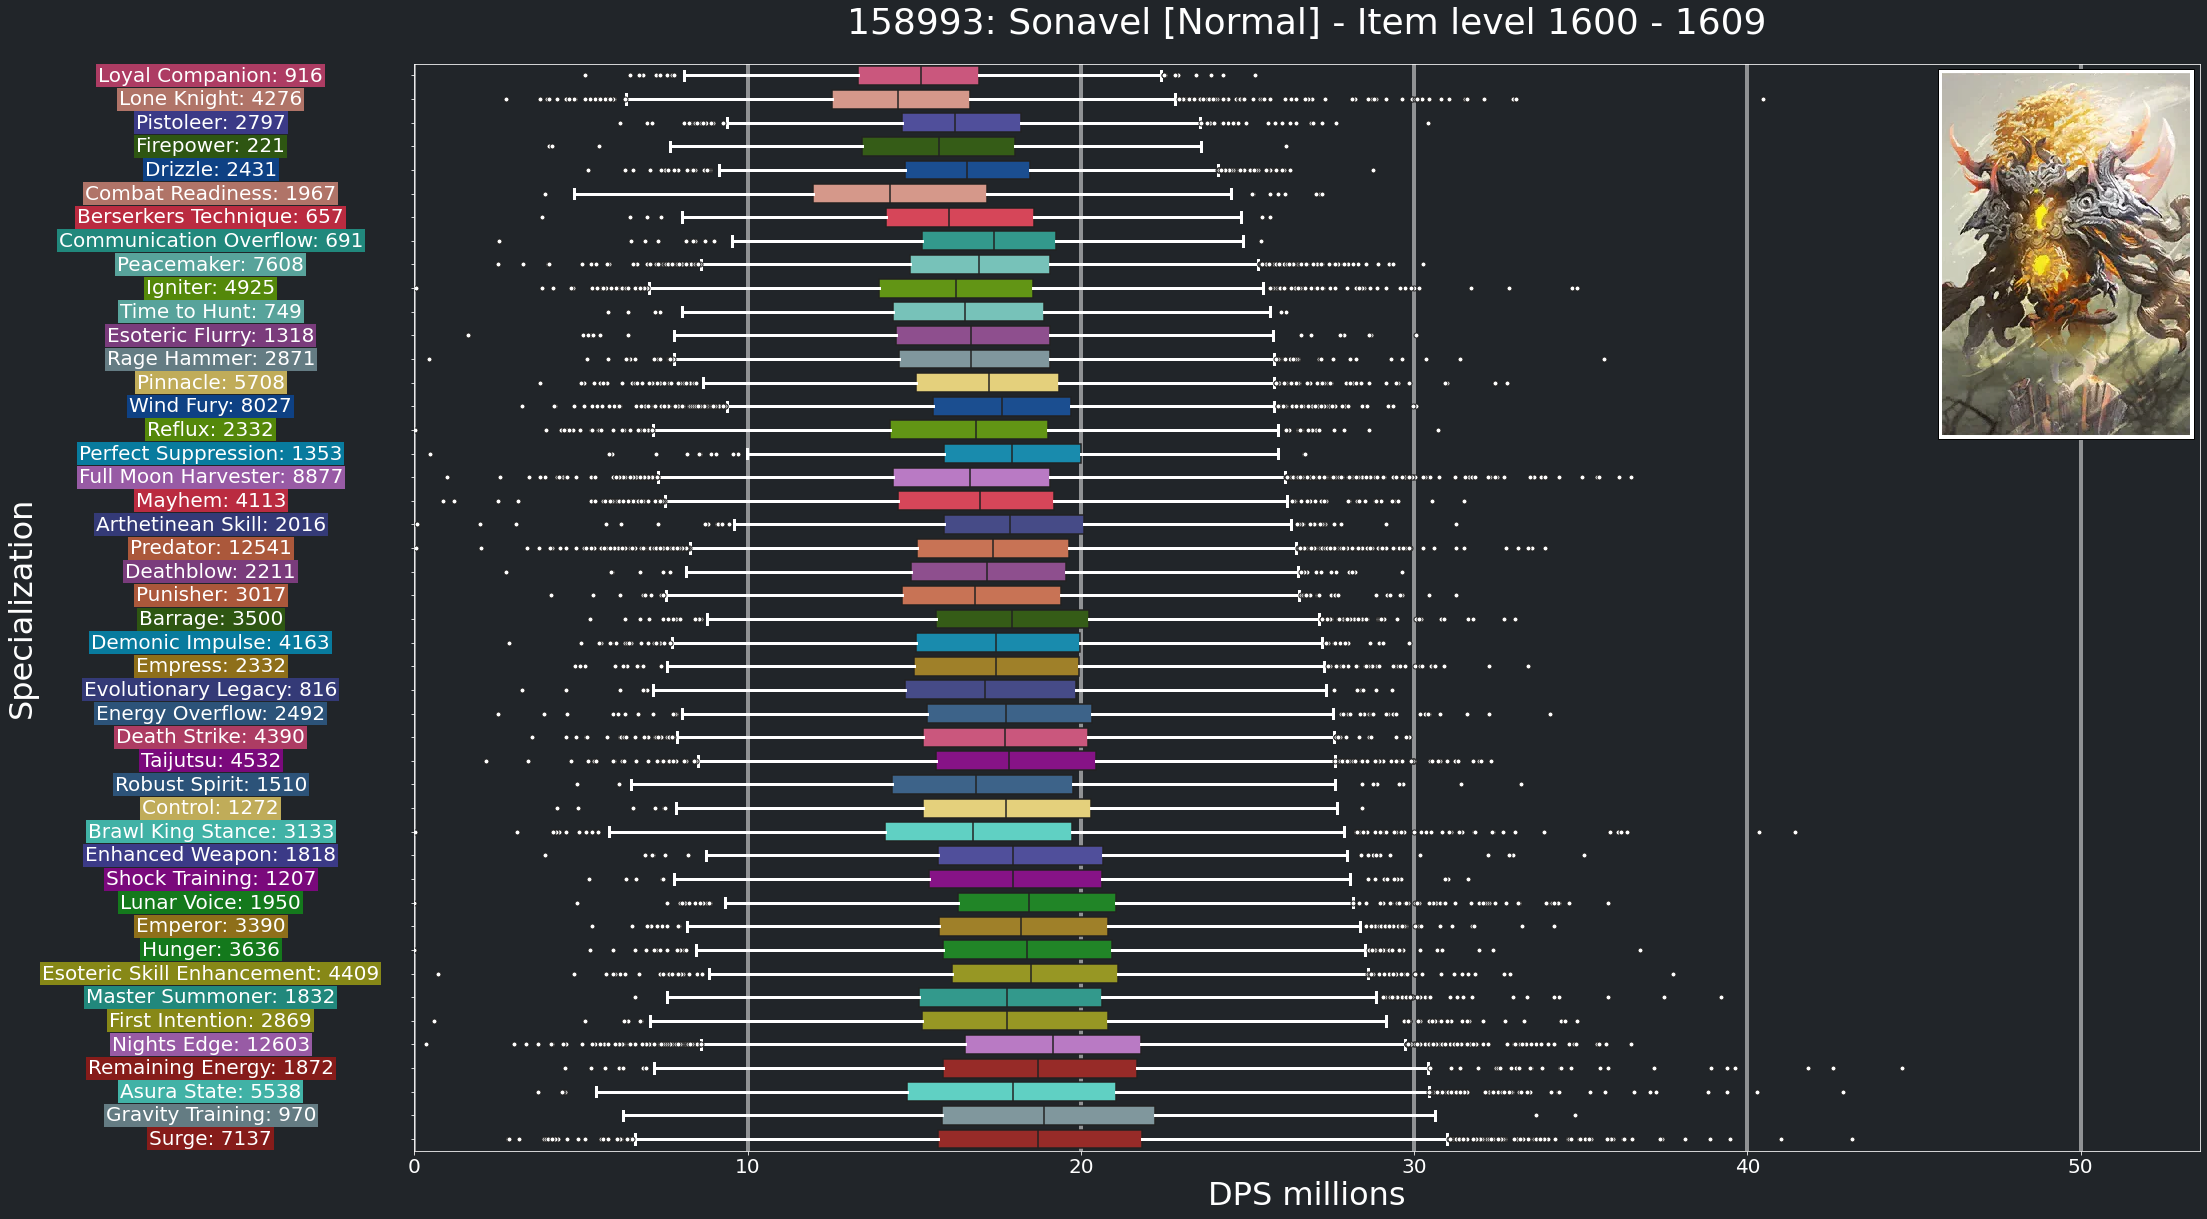 158993: Sonavel [Normal] - Item level 1600 - 1609
Loyal Companion: 916
Lone Knight: 4276
Pistoleer: 2797
Firepower: 221
Drizzle: 2431
Combat Readiness: 1967
Berserkers Technique: 657
Communication Overflow: 691
Peacemaker: 7608
Igniter: 4925
Time to Hunt: 749
Esoteric Flurry: 1318
Rage Hammer: 2871
Pinnacle: 5708
Wind Fury: 8027
Reflux: 2332
Perfect Suppression: 1353
Full Moon Harvester: 8877
Mayhem: 4113
Arthetinean Skill: 2016
Predator: 12541
Deathblow: 2211
Punisher: 3017
Barrage: 3500
Demonic Impulse: 4163
Empress: 2332
Evolutionary Legacy: 816
Energy Overflow: 2492
Death Strike: 4390
Taijutsu: 4532
Robust Spirit: 1510
Control: 1272
Brawl King Stance: 3133
Enhanced Weapon: 1818
Shock Training: 1207
Lunar Voice: 1950
Emperor: 3390
Hunger: 3636
Esoteric Skill Enhancement: 4409
Master Summoner: 1832
First Intention: 2869
Nights Edge: 12603
Remaining Energy: 1872
Asura State: 5538
Gravity Training: 970
Surge: 7137
Specialization
0 10 20 30 40 50
DPS millions